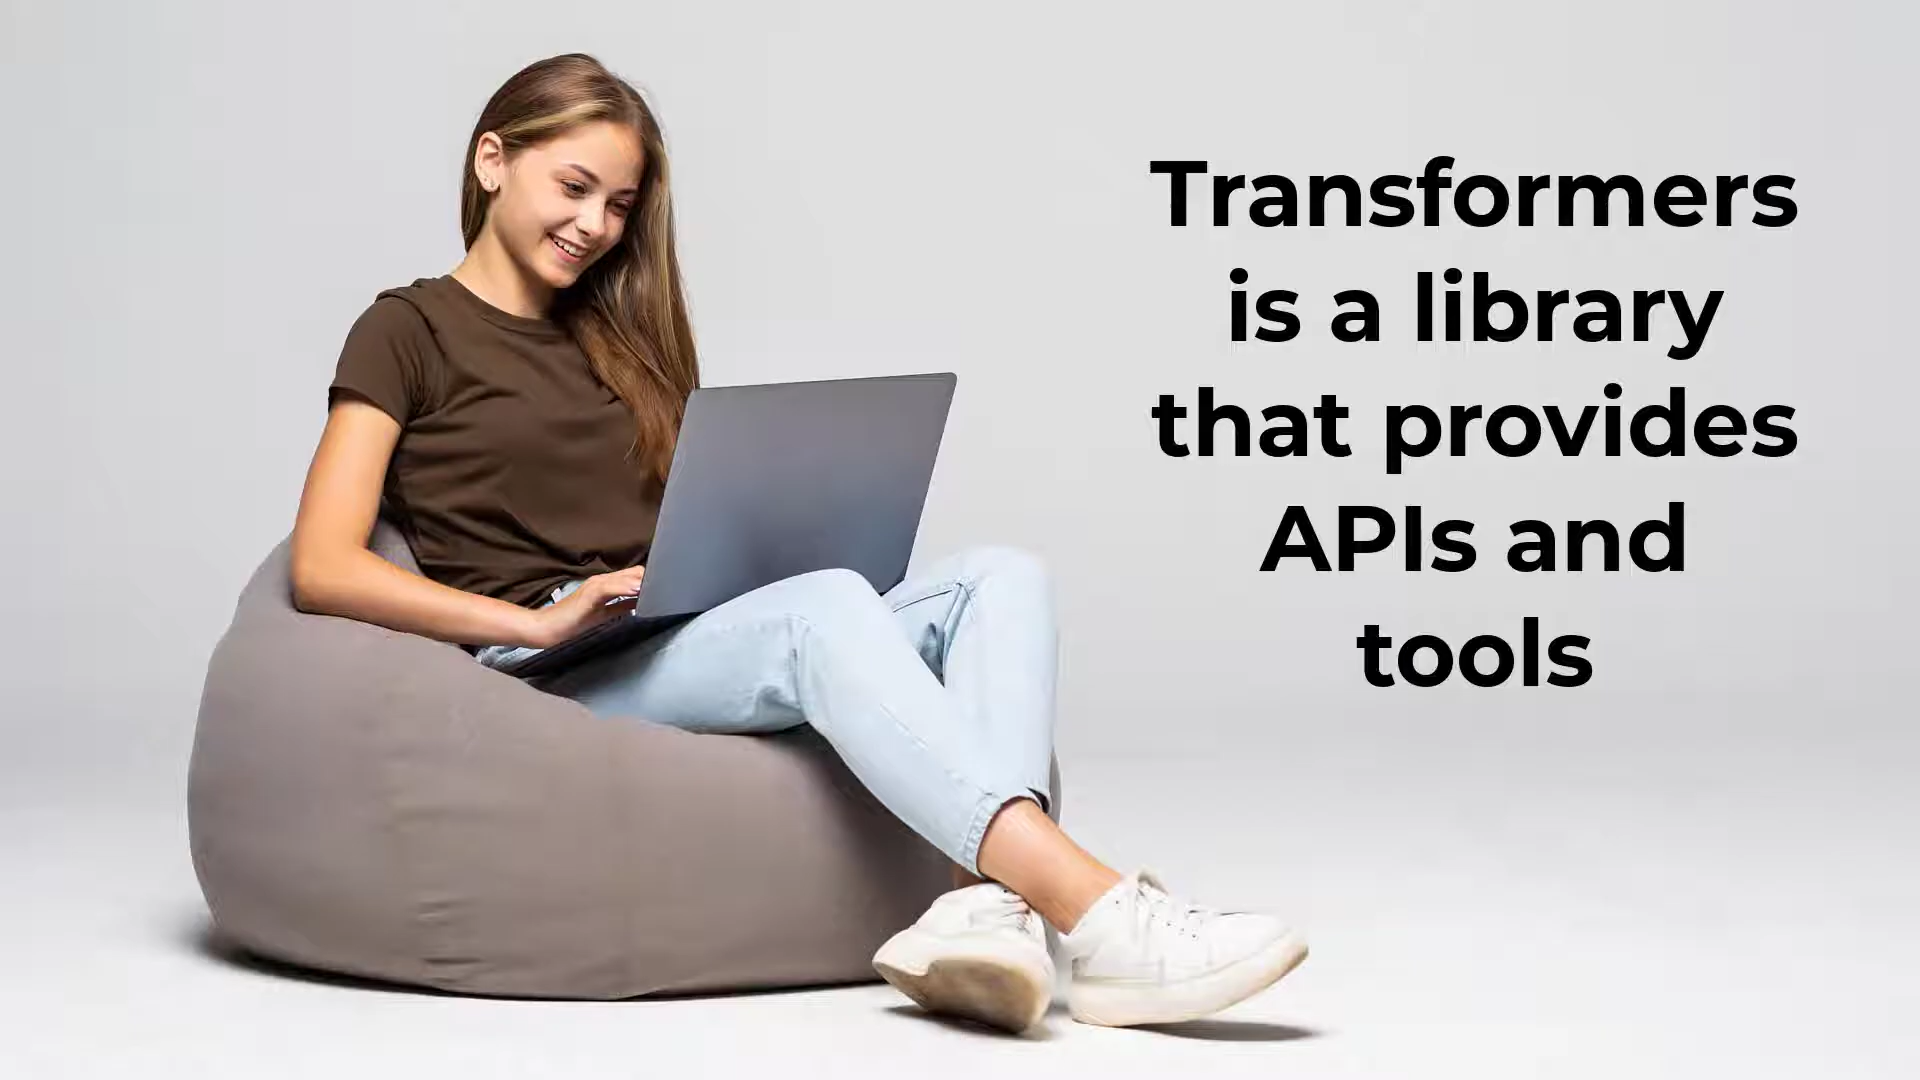 Transformers
is a library
that provides
APIs and
tools